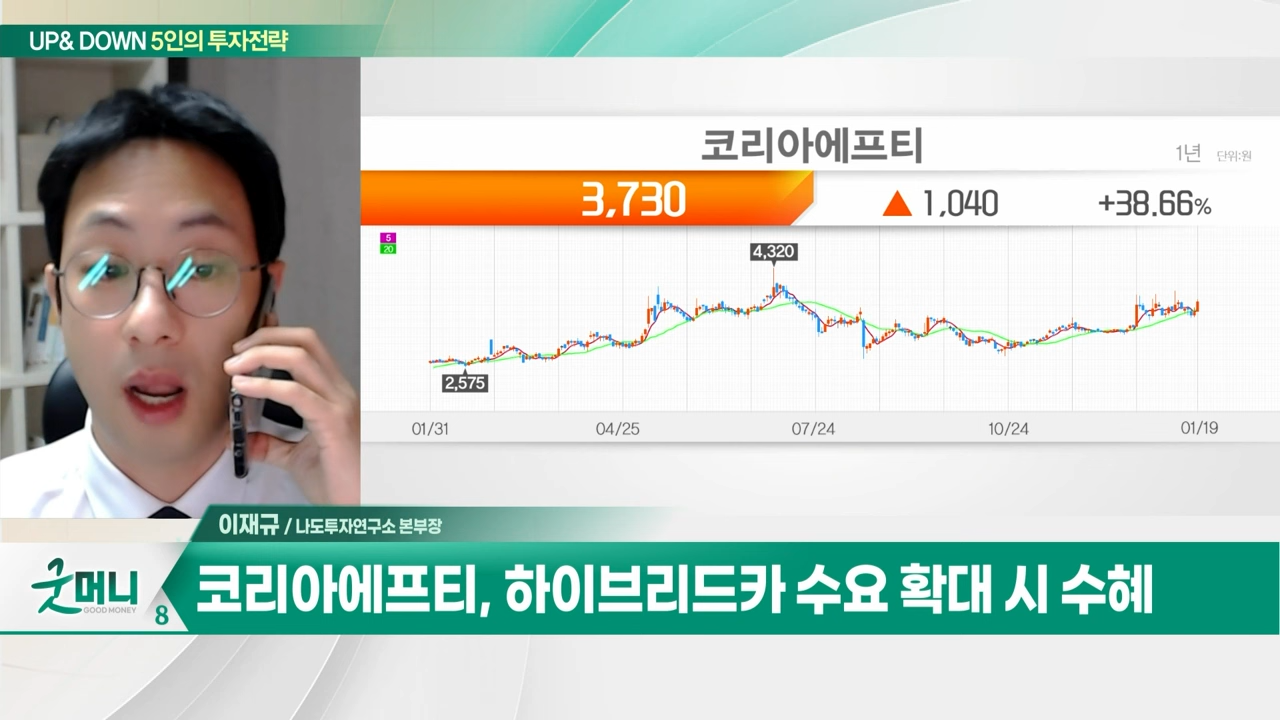 UP& DOWN 5인의 투자전략
코리아에프티
1년 단위:원
3,730 ▲ 1,040 +38.66%
5
20
4,320
2,575
01/31 04/25 07/24 10/24 01/19
이재규 / 나도투자연구소 본부장
굿머니
GOOD MONEY
8
코리아에프티, 하이브리드카 수요 확대 시 수혜